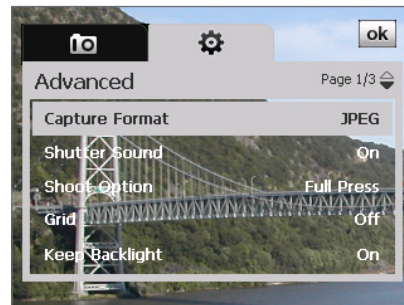 ok
Advanced Page 1/3
Capture Format JPEG
Shutter Sound On
Shoot Option Full Press
Grid Off
Keep Backlight On